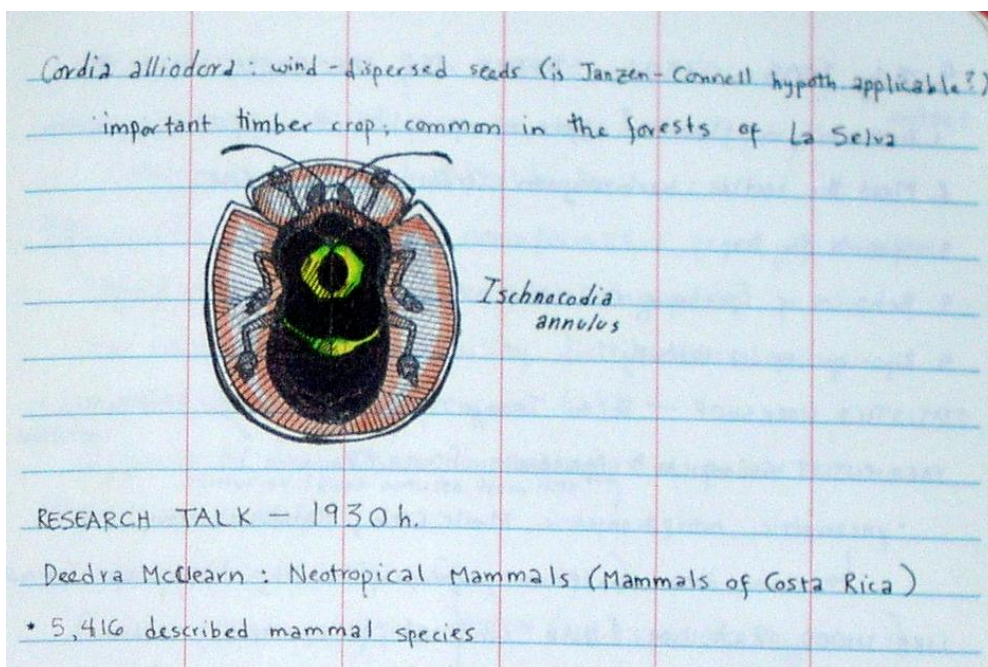 Cordia alliodora : wind-dispersed seeds (is Janzen-Connell hypoth applicable?)
important timber crop; common in the forests of La Selva
Ischnocodia
annulus
RESEARCH TALK — 1930 h.
Deedra McClearn : Neotropical Mammals (Mammals of Costa Rica)
* 5,416 described mammal species